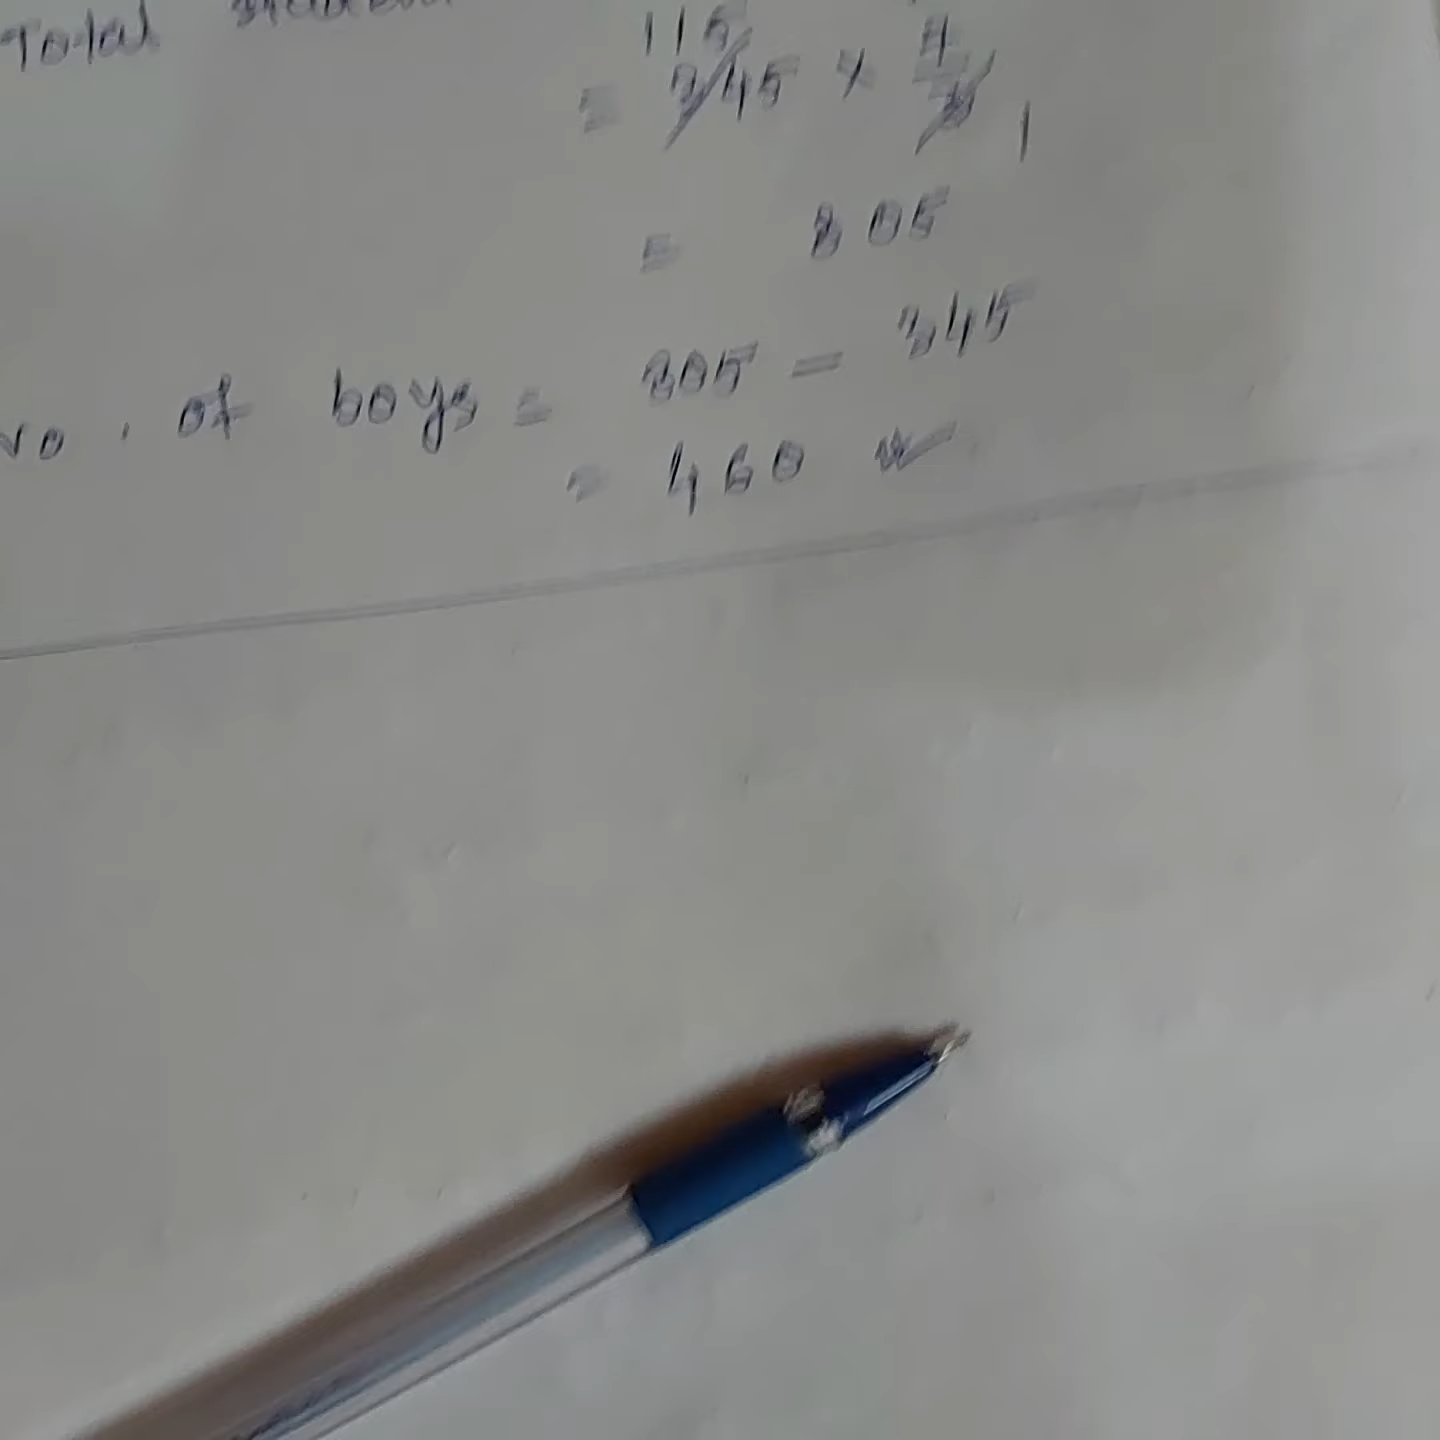 Total
115
= 345 × 7/3 1
= 805
No. of boys = 805 - 345
= 460